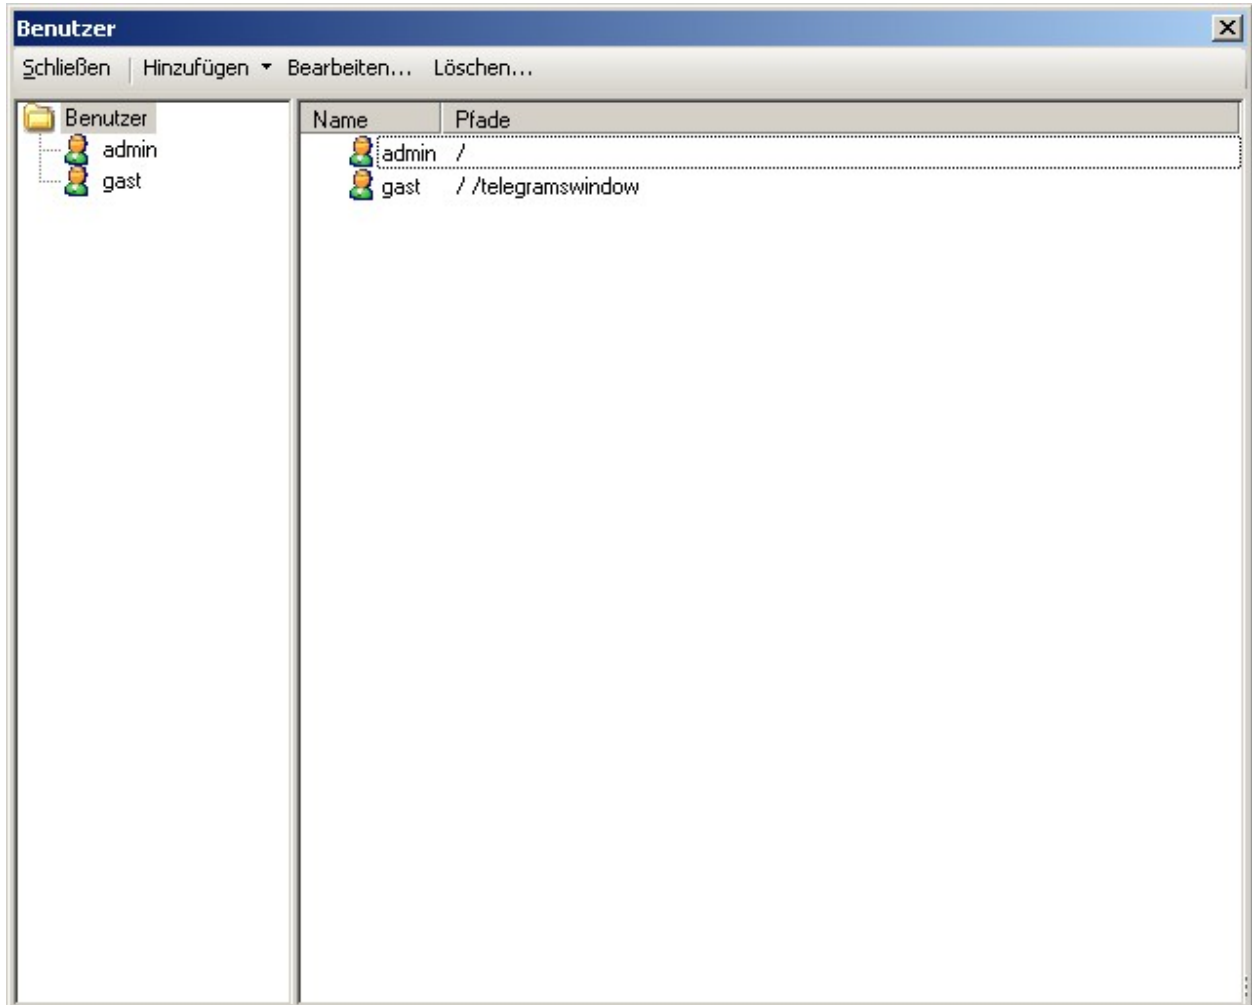 Benutzer
Schließen Hinzufügen Bearbeiten... Löschen...
Benutzer
admin
gast
Name Pfade
admin /
gast / /telegramswindow